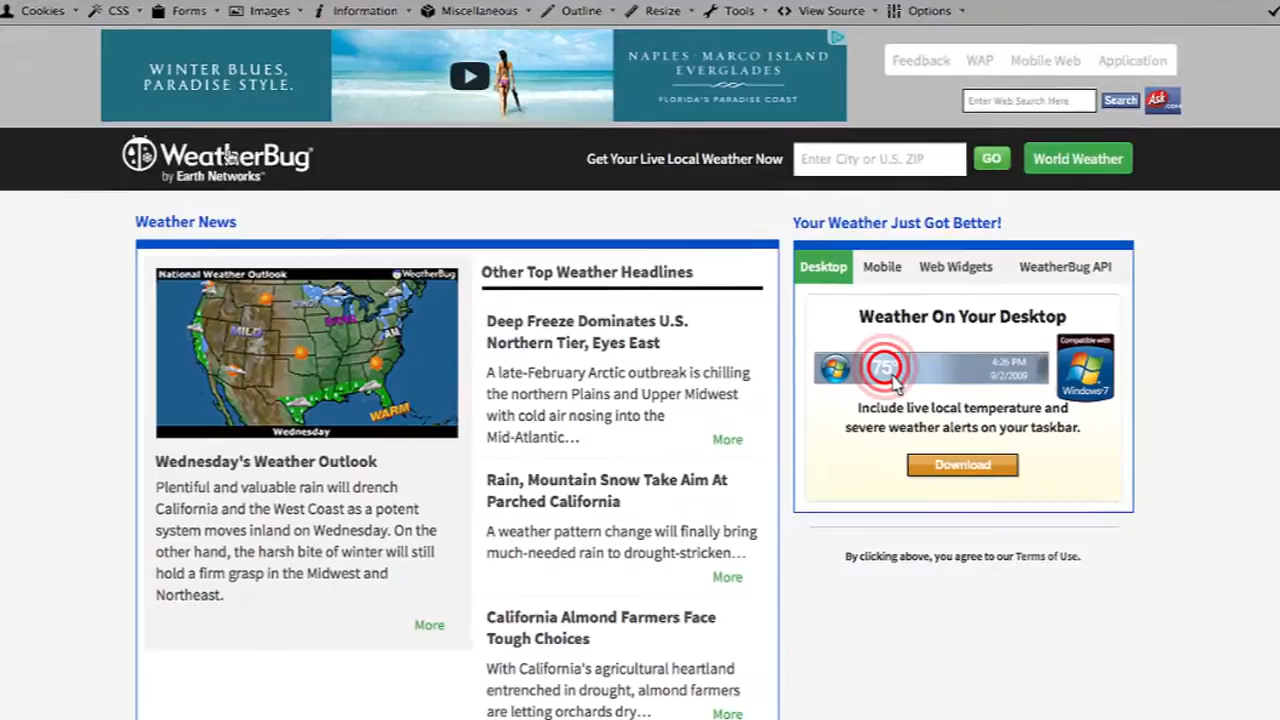 Cookies CSS Forms Images Information Miscellaneous Outline Resize Tools View Source Options
WINTER BLUES,
PARADISE STYLE.
NAPLES · MARCO ISLAND
EVERGLADES
FLORIDA'S PARADISE COAST
Feedback WAP Mobile Web Application
Enter Web Search Here Search Ask.com
WeatherBug
by Earth Networks™
Get Your Live Local Weather Now Enter City or U.S. ZIP GO World Weather
Weather News
National Weather Outlook WeatherBug
MILD
WARM
Wednesday
Wednesday's Weather Outlook
Plentiful and valuable rain will drench
California and the West Coast as a potent
system moves inland on Wednesday. On the
other hand, the harsh bite of winter will still
hold a firm grasp in the Midwest and
Northeast.
More
Other Top Weather Headlines
Deep Freeze Dominates U.S.
Northern Tier, Eyes East
A late-February Arctic outbreak is chilling
the northern Plains and Upper Midwest
with cold air nosing into the
Mid-Atlantic...
More
Rain, Mountain Snow Take Aim At
Parched California
A weather pattern change will finally bring
much-needed rain to drought-stricken...
More
California Almond Farmers Face
Tough Choices
With California's agricultural heartland
entrenched in drought, almond farmers
are letting orchards dry...
More
Your Weather Just Got Better!
Desktop Mobile Web Widgets WeatherBug API
Weather On Your Desktop
75°
4:26 PM
9/2/2009
Compatible with
Windows 7
Include live local temperature and
severe weather alerts on your taskbar.
Download
By clicking above, you agree to our Terms of Use.